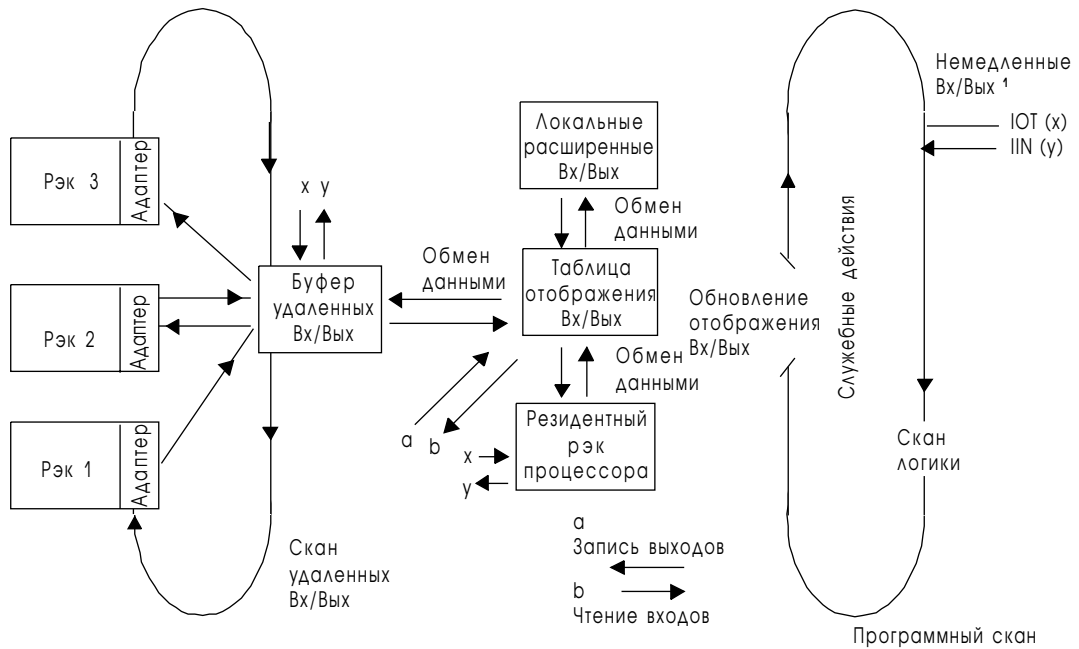 Рэк 3
Адаптер
Рэк 2
Адаптер
Рэк 1
Адаптер
x y
Буфер
удаленных
Вх/Вых
Скан
удаленных
Вх/Вых
Обмен
данными
Локальные
расширенные
Вх/Вых
Обмен
данными
Таблица
отображения
Вх/Вых
Обмен
данными
a
b
Резидентный
рэк
процессора
x
y
a
Запись выходов
b
Чтение входов
Обновление
отображения
Вх/Вых
Служебные действия
Немедленные
Вх/Вых ¹
IOT (x)
IIN (y)
Скан
логики
Программный скан